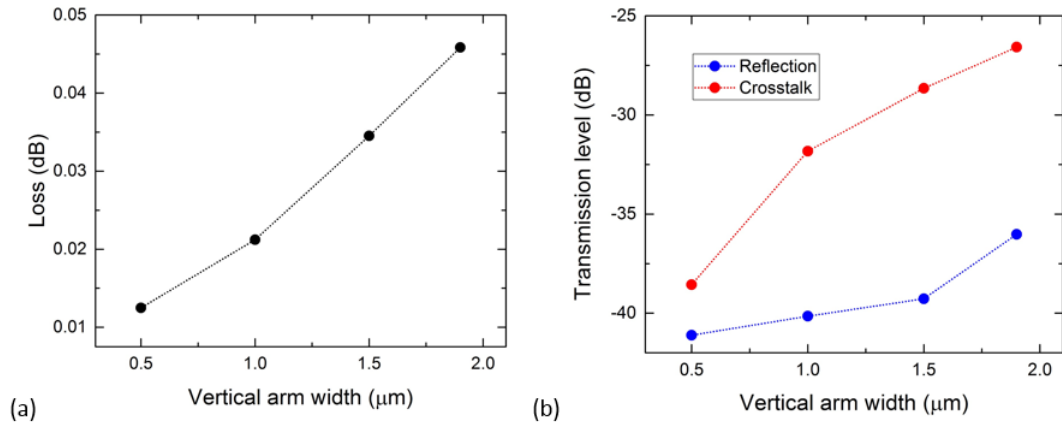 0.05
0.04
0.03
0.02
0.01
Loss (dB)
0.5 1.0 1.5 2.0
Vertical arm width (μm)
(a)
-25
-30
-35
-40
Transmission level (dB)
Reflection
Crosstalk
0.5 1.0 1.5 2.0
Vertical arm width (μm)
(b)